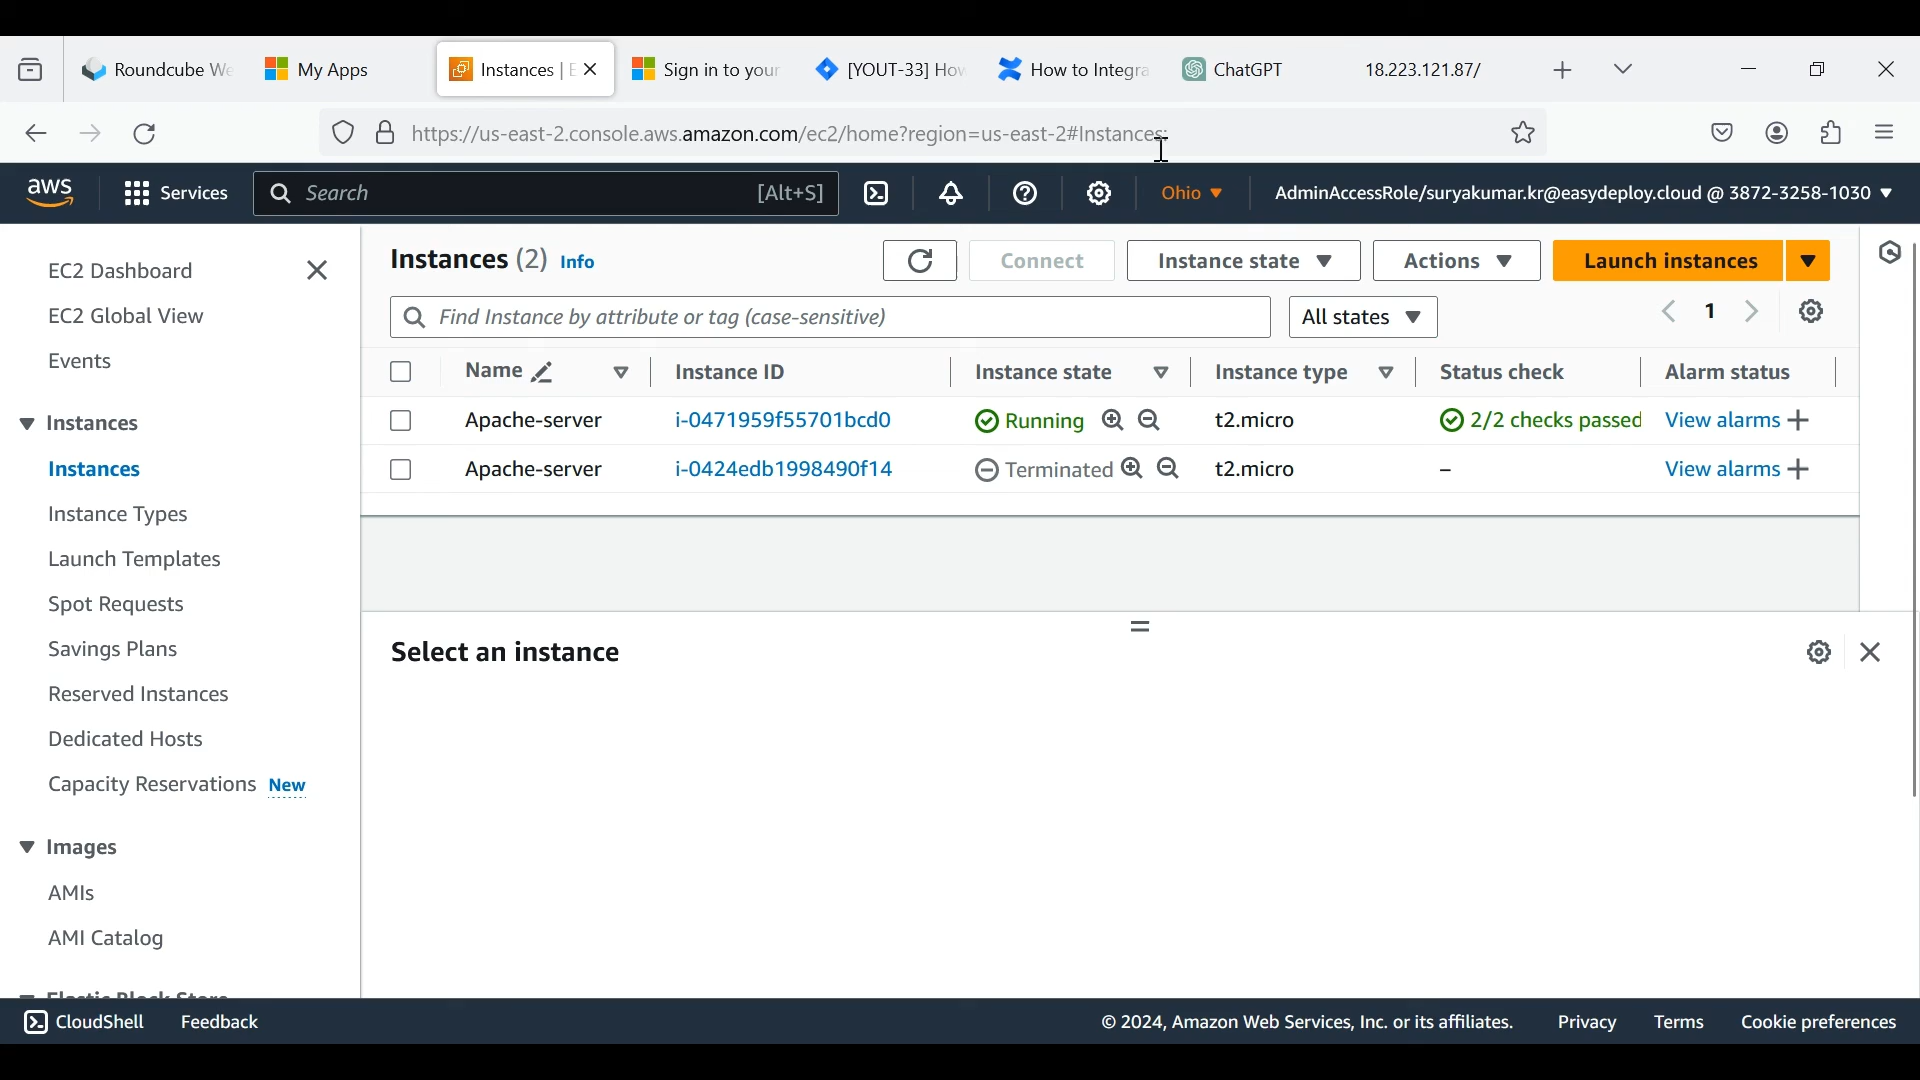 Roundcube We
My Apps
Instances | E
Sign in to your
[YOUT-33] How
How to Integra
ChatGPT
18.223.121.87/
https://us-east-2.console.aws.amazon.com/ec2/home?region=us-east-2#Instances:
aws
Services
Search
[Alt+S]
Ohio
AdminAccessRole/suryakumar.kr@easydeploy.cloud @ 3872-3258-1030
EC2 Dashboard
EC2 Global View
Events
Instances
Instances
Instance Types
Launch Templates
Spot Requests
Savings Plans
Reserved Instances
Dedicated Hosts
Capacity Reservations New
Images
AMIs
AMI Catalog
Elastic Block Store
Instances (2) Info
Connect
Instance state
Actions
Launch instances
Find Instance by attribute or tag (case-sensitive)
All states
1
Name Instance ID Instance state Instance type Status check Alarm status
Apache-server i-0471959f55701bcd0 Running t2.micro 2/2 checks passed View alarms
Apache-server i-0424edb1998490f14 Terminated t2.micro – View alarms
Select an instance
CloudShell
Feedback
© 2024, Amazon Web Services, Inc. or its affiliates.
Privacy
Terms
Cookie preferences